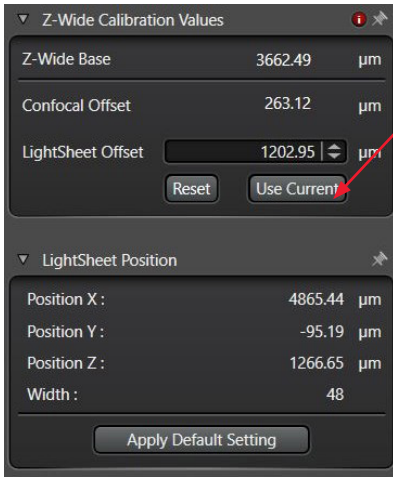 Z-Wide Calibration Values
Z-Wide Base 3662.49 µm
Confocal Offset 263.12 µm
LightSheet Offset 1202.95 µm
Reset Use Current
LightSheet Position
Position X : 4865.44 µm
Position Y : -95.19 µm
Position Z : 1266.65 µm
Width : 48
Apply Default Setting